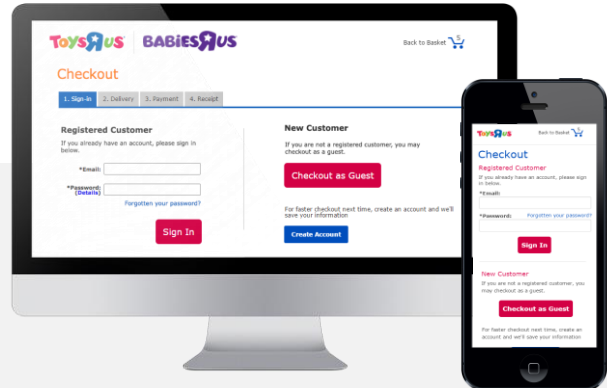 ToysЯUs BABiESЯUS
Back to Basket 5
Checkout
1. Sign-in 2. Delivery 3. Payment 4. Receipt
Registered Customer
If you already have an account, please sign in
below.
*Email:
*Password:
(Details)
Forgotten your password?
Sign In
New Customer
If you are not a registered customer, you may
checkout as a guest.
Checkout as Guest
For faster checkout next time, create an account and we'll
save your information
Create Account
ToysЯUs
Back to Basket
Checkout
Registered Customer
If you already have an account, please sign
in below.
*Email:
*Password: Forgotten your password?
Sign In
New Customer
If you are not a registered customer, you
may checkout as a guest.
Checkout as Guest
For faster checkout next time, create an
account and we'll save your information